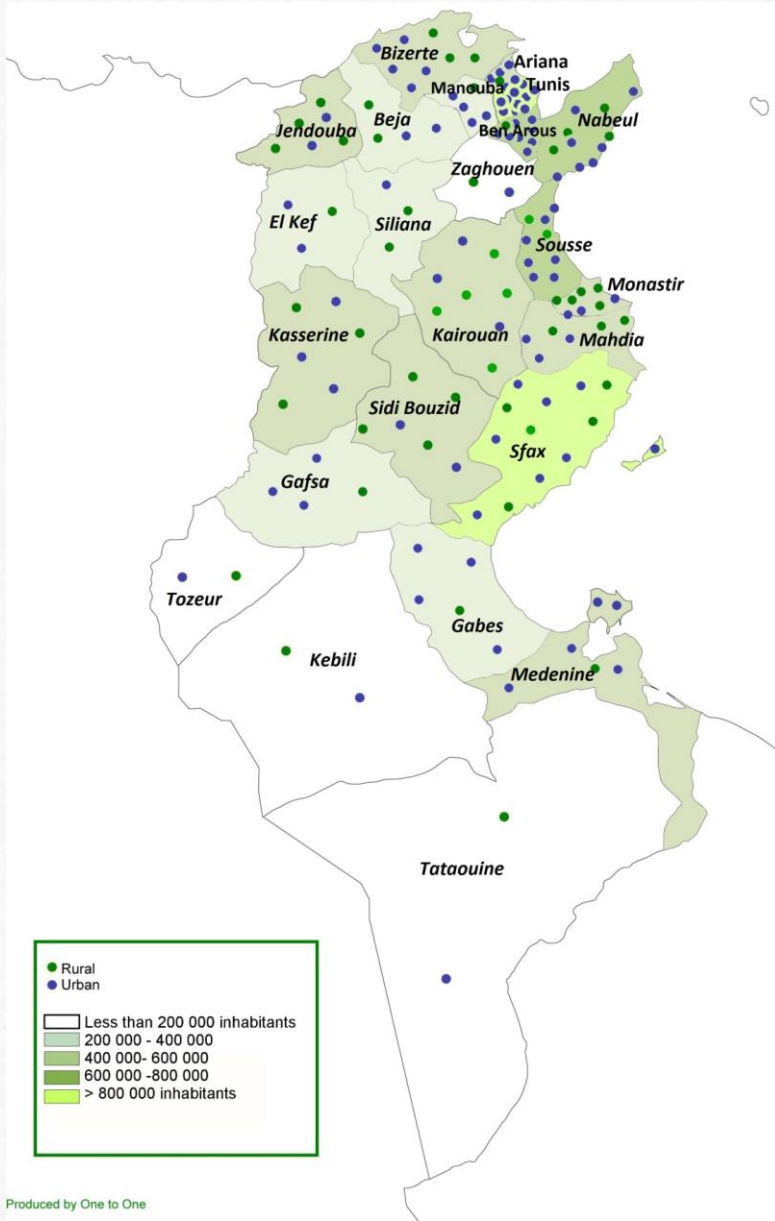 Ariana
Bizerte
Tunis
Manouba
Beja
Nabeul
Jendouba
Ben Arous
Zaghouen
El Kef
Siliana
Sousse
Monastir
Kasserine
Kairouan
Mahdia
Sidi Bouzid
Sfax
Gafsa
Tozeur
Gabes
Kebili
Medenine
Tataouine
Rural
Urban
Less than 200 000 inhabitants
200 000 - 400 000
400 000- 600 000
600 000 -800 000
> 800 000 inhabitants
Produced by One to One